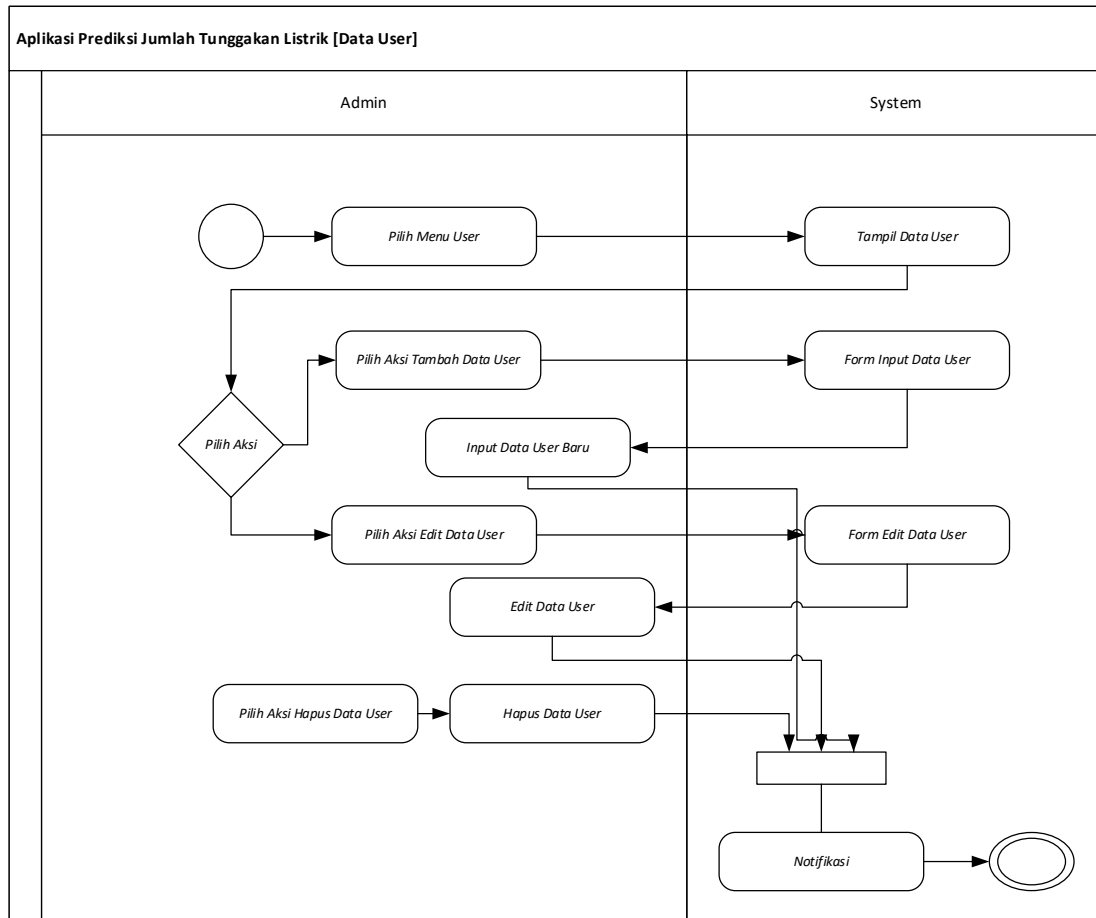 Aplikasi Prediksi Jumlah Tunggakan Listrik [Data User]
Admin
System
Pilih Menu User
Tampil Data User
Pilih Aksi Tambah Data User
Form Input Data User
Pilih Aksi
Input Data User Baru
Pilih Aksi Edit Data User
Form Edit Data User
Edit Data User
Pilih Aksi Hapus Data User
Hapus Data User
Notifikasi